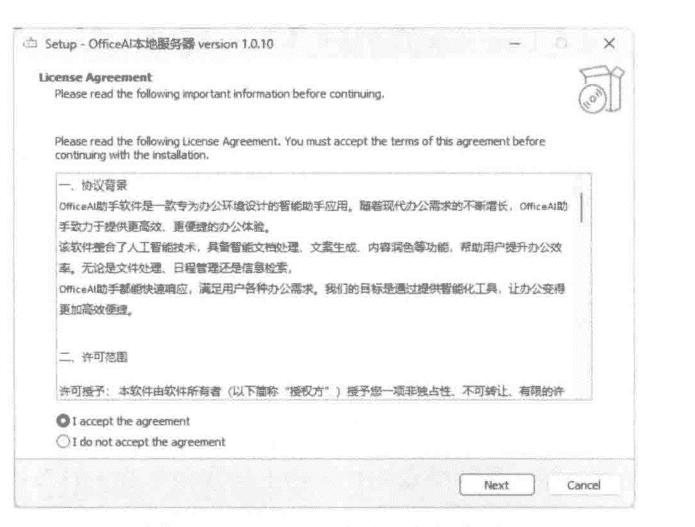 Setup - OfficeAI本地服务器 version 1.0.10
License Agreement
Please read the following important information before continuing.
Please read the following License Agreement. You must accept the terms of this agreement before
continuing with the installation.
一、协议背景
OfficeAI助手软件是一款专为办公环境设计的智能助手应用。随着现代办公需求的不断增长，OfficeAI助
手致力于提供更高效、更便捷的办公体验。
该软件整合了人工智能技术，具备智能文档处理、文案生成、内容润色等功能，帮助用户提升办公效
率。无论是文件处理、日程管理还是信息检索，
OfficeAI助手都能快速响应，满足用户各种办公需求。我们的目标是通过提供智能化工具，让办公变得
更加高效便捷。
二、许可范围
许可授予：本软件由软件所有者（以下简称“授权方”）授予您一项非独占性、不可转让、有限的许
I accept the agreement
I do not accept the agreement
Next
Cancel